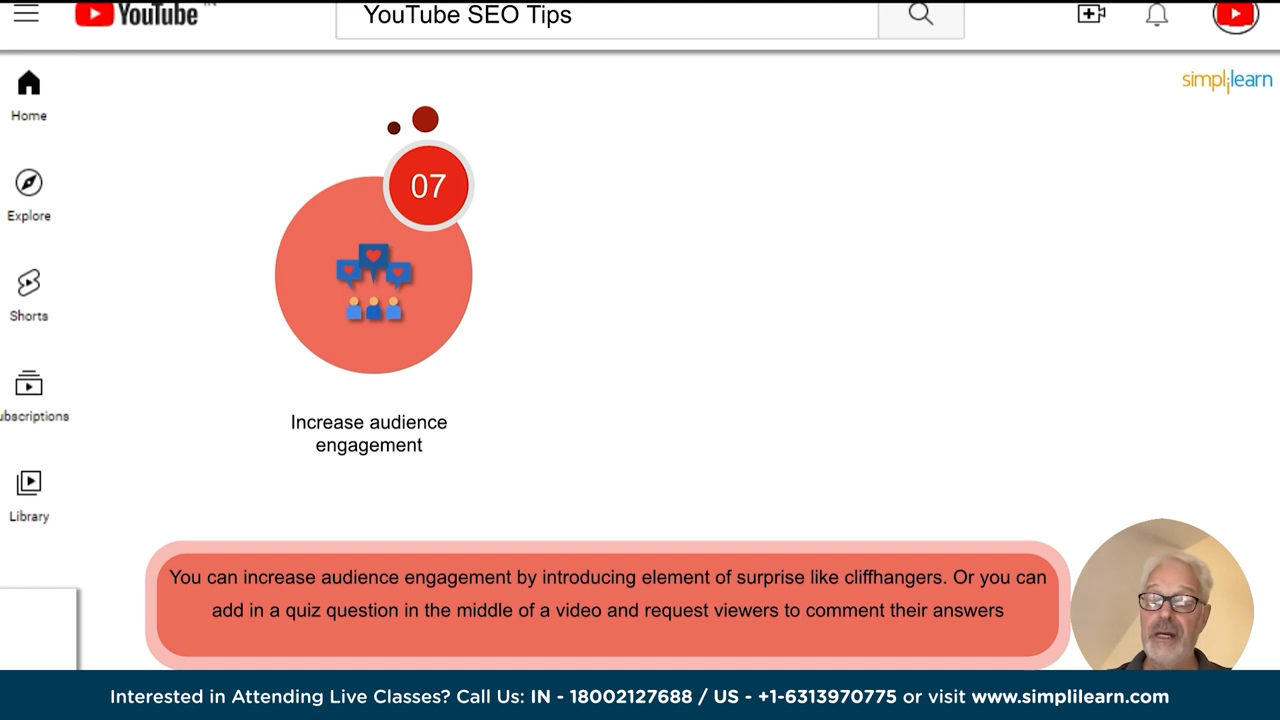 YouTube
YouTube SEO Tips
simplilearn
Home
07
Explore
Shorts
ubscriptions
Increase audience
engagement
Library
You can increase audience engagement by introducing element of surprise like cliffhangers. Or you can
add in a quiz question in the middle of a video and request viewers to comment their answers
Interested in Attending Live Classes? Call Us: IN - 18002127688 / US - +1-6313970775 or visit www.simplilearn.com